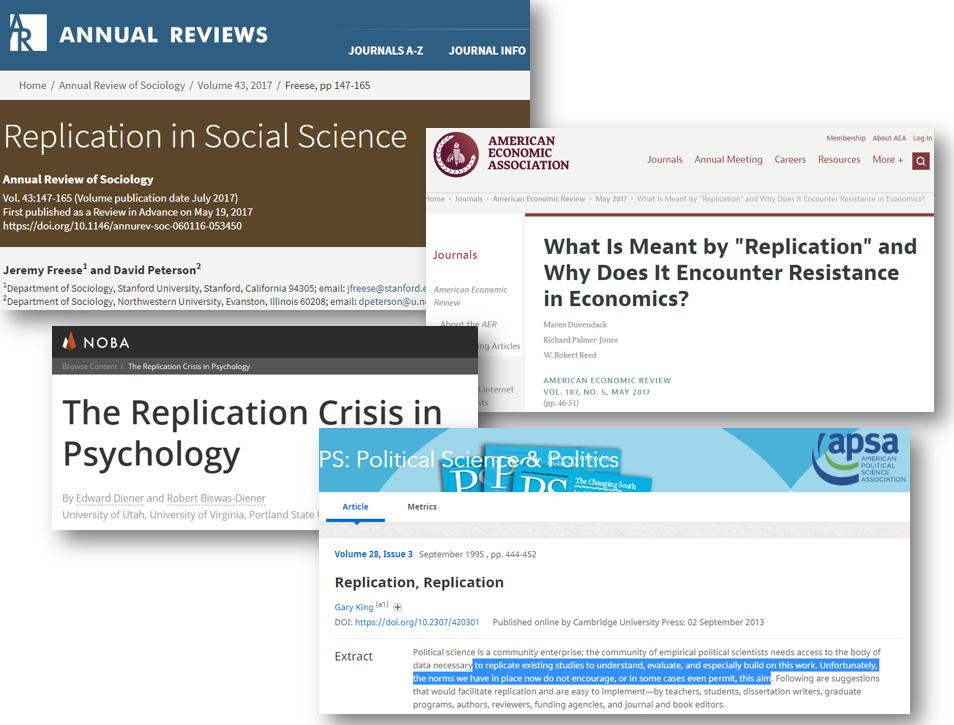 AR
ANNUAL REVIEWS
JOURNALS A-Z JOURNAL INFO
Home / Annual Review of Sociology / Volume 43, 2017 / Freese, pp 147-165
Replication in Social Science
Annual Review of Sociology
Vol. 43:147-165 (Volume publication date July 2017)
First published as a Review in Advance on May 19, 2017
https://doi.org/10.1146/annurev-soc-060116-053450
Jeremy Freese1 and David Peterson2
1Department of Sociology, Stanford University, Stanford, California 94305; email: jfreese@stanford.e
2Department of Sociology, Northwestern University, Evanston, Illinois 60208; email: dpeterson@u.n
AMERICAN
ECONOMIC
ASSOCIATION
Membership About AEA Log In
Journals Annual Meeting Careers Resources More +
Home › Journals › American Economic Review › May 2017 › What Is Meant by "Replication" and Why Does It Encounter Resistance in Economics?
Journals
American Economic
Review
About the AER
ing Articles
l Internet
nts
What Is Meant by "Replication" and
Why Does It Encounter Resistance
in Economics?
Maren Duvendack
Richard Palmer-Jones
W. Robert Reed
AMERICAN ECONOMIC REVIEW
VOL. 107, NO. 5, MAY 2017
(pp. 46-51)
NOBA
Browse Content / The Replication Crisis in Psychology
The Replication Crisis in
Psychology
By Edward Diener and Robert Biswas-Diener
University of Utah, University of Virginia, Portland State
PS: Political Science & Politics
PS
PS
The Changing South
apsa
AMERICAN
POLITICAL
SCIENCE
ASSOCIATION
Article Metrics
Volume 28, Issue 3 September 1995 , pp. 444-452
Replication, Replication
Gary King (a1) +
DOI: https://doi.org/10.2307/420301 Published online by Cambridge University Press: 02 September 2013
Extract
Political science is a community enterprise; the community of empirical political scientists needs access to the body of
data necessary to replicate existing studies to understand, evaluate, and especially build on this work. Unfortunately,
the norms we have in place now do not encourage, or in some cases even permit, this aim. Following are suggestions
that would facilitate replication and are easy to implement—by teachers, students, dissertation writers, graduate
programs, authors, reviewers, funding agencies, and journal and book editors.